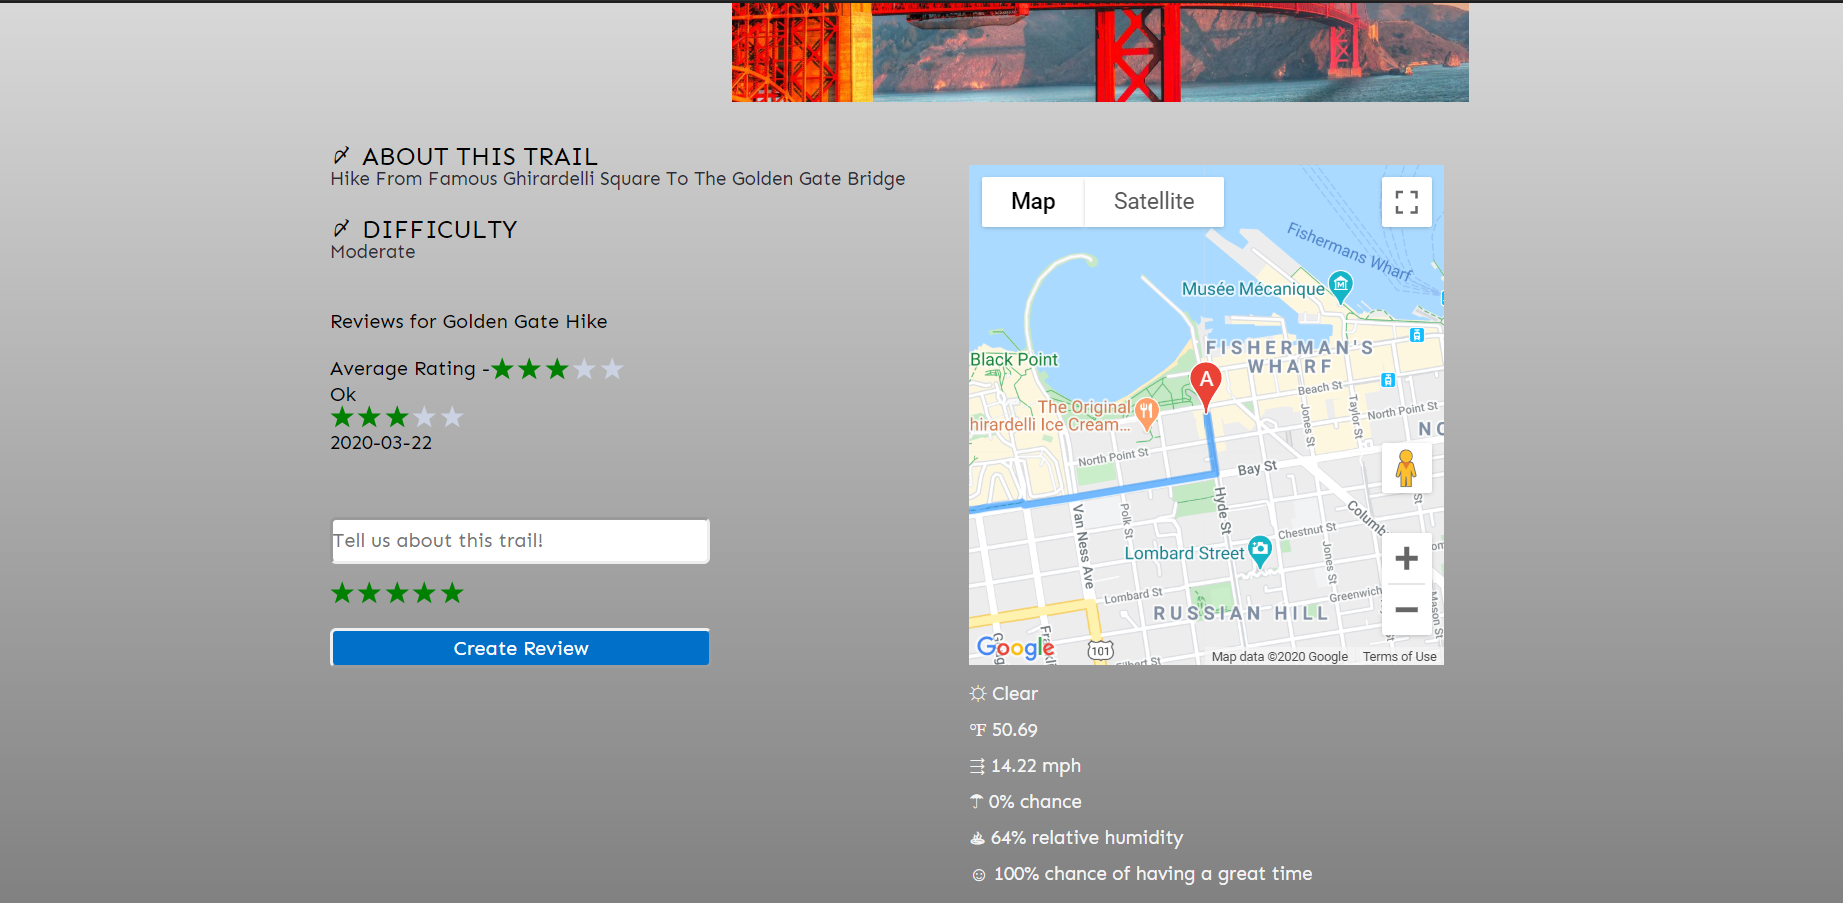 ABOUT THIS TRAIL
Hike From Famous Ghirardelli Square To The Golden Gate Bridge
DIFFICULTY
Moderate
Reviews for Golden Gate Hike
Average Rating -★★★★★
Ok
★★★★★
2020-03-22
Tell us about this trail!
★★★★★
Create Review
Map
Satellite
Fishermans Wharf
Musée Mécanique
Black Point
FISHERMAN'S
WHARF
A
Beach St
North Point St
Taylor St
Jones St
The Original
hirardelli Ice Cream...
NO
North Point St
Bay St
Hyde St
Polk St
Van Ness Ave
Columb
Chestnut St
Jones St
Lombard Street
Lombard St
Greenwich
Mason St
RUSSIAN HILL
Franklin
101
Filbert St
Google
Map data ©2020 Google
Terms of Use
Clear
°F 50.69
14.22 mph
0% chance
64% relative humidity
100% chance of having a great time